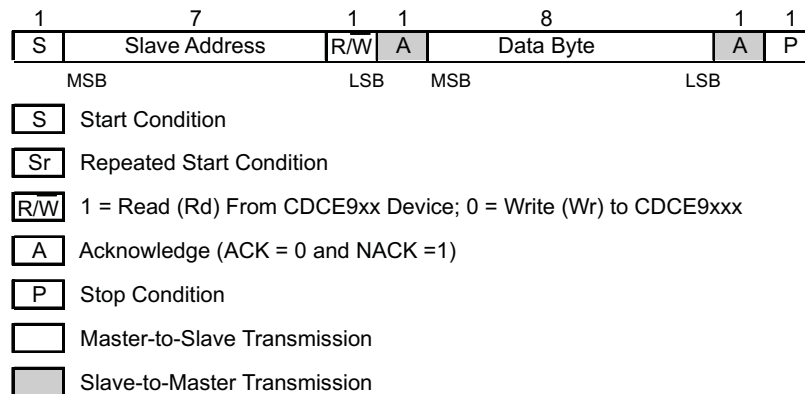 1 7 1 1 8 1 1
S Slave Address R/W̅ A Data Byte A P
MSB LSB MSB LSB
S Start Condition
Sr Repeated Start Condition
R/W̅ 1 = Read (Rd) From CDCE9xx Device; 0 = Write (Wr) to CDCE9xxx
A Acknowledge (ACK = 0 and NACK =1)
P Stop Condition
Master-to-Slave Transmission
Slave-to-Master Transmission